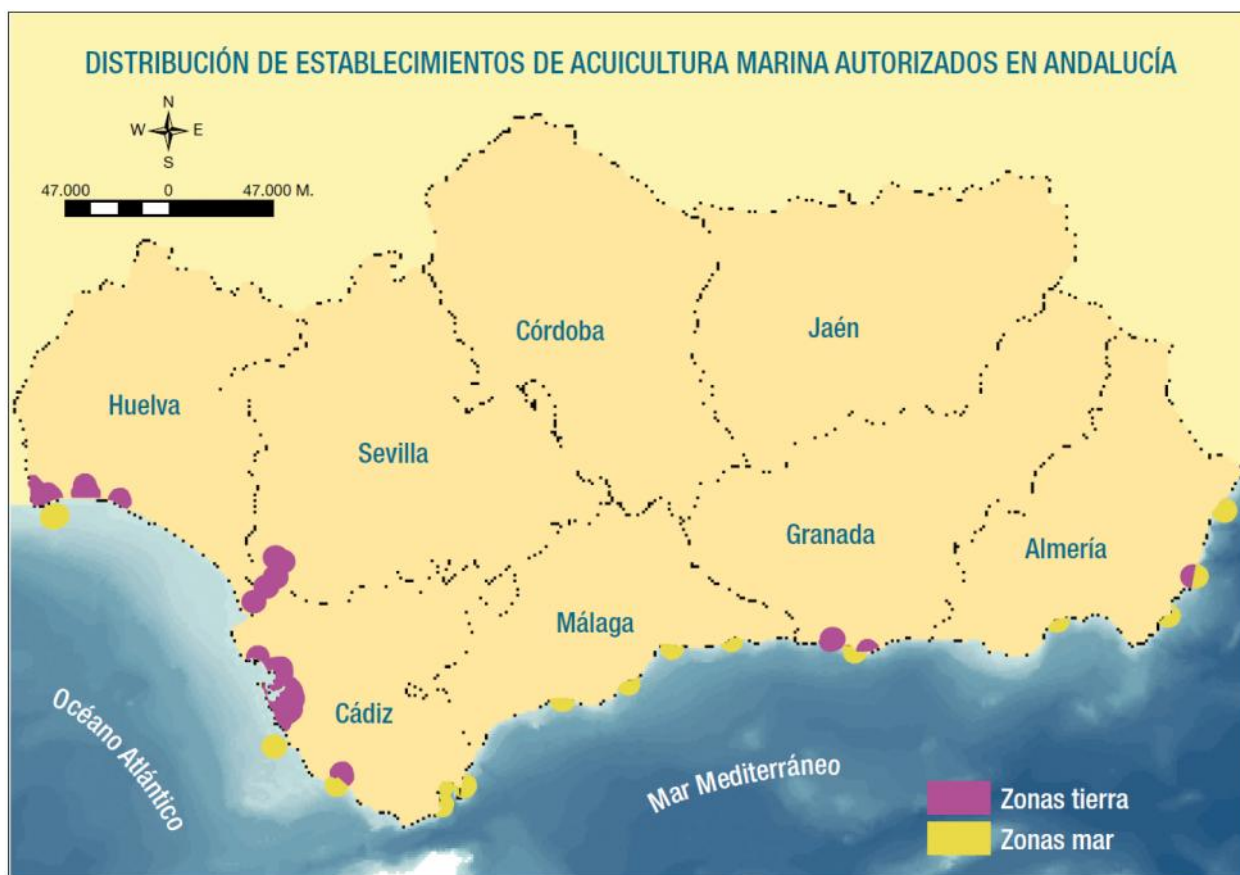 DISTRIBUCIÓN DE ESTABLECIMIENTOS DE ACUICULTURA MARINA AUTORIZADOS EN ANDALUCÍA
N
W E
S
47.000 0 47.000 M.
Córdoba
Jaén
Huelva
Sevilla
Granada
Almería
Málaga
Cádiz
Océano Atlántico
Mar Mediterráneo
Zonas tierra
Zonas mar